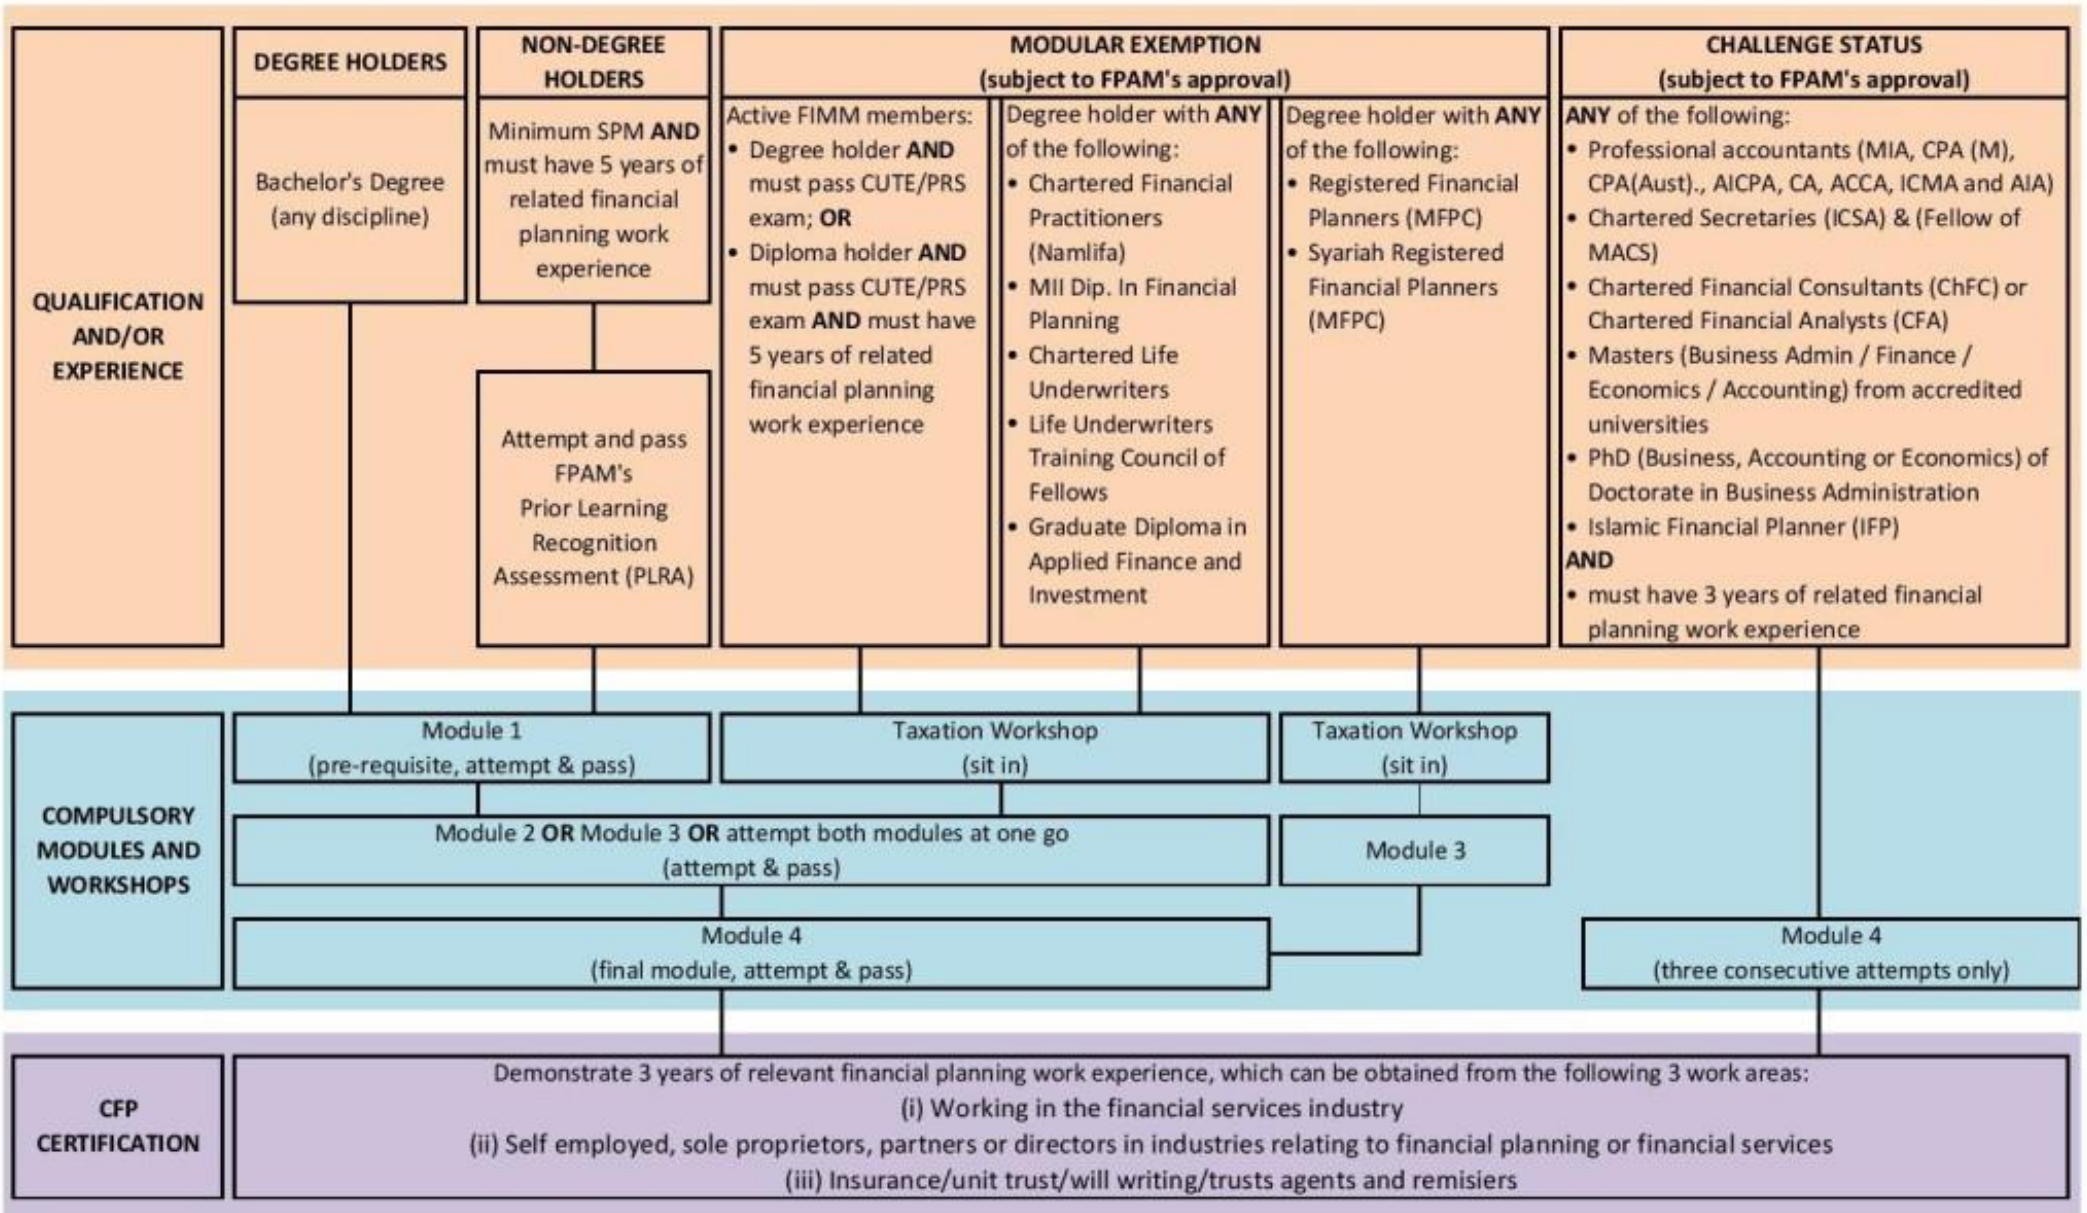 QUALIFICATION
AND/OR
EXPERIENCE
DEGREE HOLDERS
Bachelor's Degree
(any discipline)
NON-DEGREE
HOLDERS
Minimum SPM AND
must have 5 years of
related financial
planning work
experience
Attempt and pass
FPAM's
Prior Learning
Recognition
Assessment (PLRA)
MODULAR EXEMPTION
(subject to FPAM's approval)
Active FIMM members:
• Degree holder AND
must pass CUTE/PRS
exam; OR
• Diploma holder AND
must pass CUTE/PRS
exam AND must have
5 years of related
financial planning
work experience
Degree holder with ANY
of the following:
• Chartered Financial
Practitioners
(Namlifa)
• MII Dip. In Financial
Planning
• Chartered Life
Underwriters
• Life Underwriters
Training Council of
Fellows
• Graduate Diploma in
Applied Finance and
Investment
Degree holder with ANY
of the following:
• Registered Financial
Planners (MFPC)
• Syariah Registered
Financial Planners
(MFPC)
CHALLENGE STATUS
(subject to FPAM's approval)
ANY of the following:
• Professional accountants (MIA, CPA (M),
CPA(Aust)., AICPA, CA, ACCA, ICMA and AIA)
• Chartered Secretaries (ICSA) & (Fellow of
MACS)
• Chartered Financial Consultants (ChFC) or
Chartered Financial Analysts (CFA)
• Masters (Business Admin / Finance /
Economics / Accounting) from accredited
universities
• PhD (Business, Accounting or Economics) of
Doctorate in Business Administration
• Islamic Financial Planner (IFP)
AND
• must have 3 years of related financial
planning work experience
COMPULSORY
MODULES AND
WORKSHOPS
Module 1
(pre-requisite, attempt & pass)
Taxation Workshop
(sit in)
Taxation Workshop
(sit in)
Module 2 OR Module 3 OR attempt both modules at one go
(attempt & pass)
Module 3
Module 4
(final module, attempt & pass)
Module 4
(three consecutive attempts only)
CFP
CERTIFICATION
Demonstrate 3 years of relevant financial planning work experience, which can be obtained from the following 3 work areas:
(i) Working in the financial services industry
(ii) Self employed, sole proprietors, partners or directors in industries relating to financial planning or financial services
(iii) Insurance/unit trust/will writing/trusts agents and remisiers